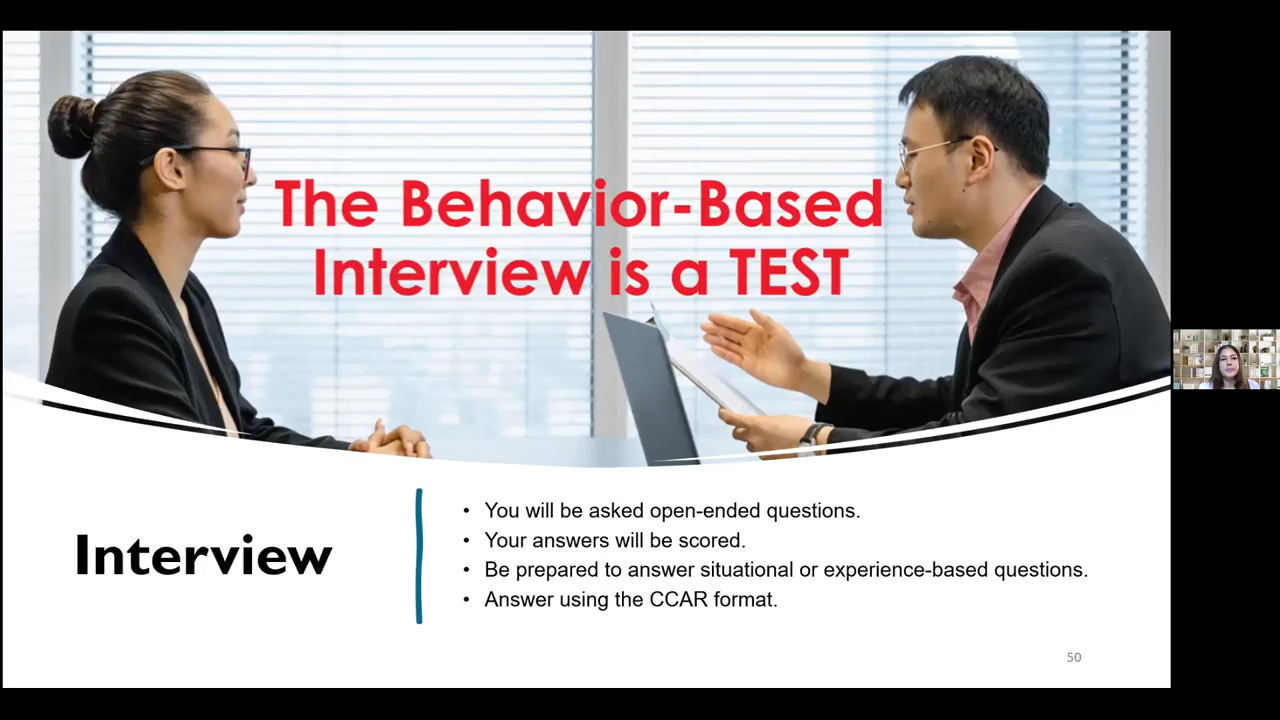 The Behavior-Based
Interview is a TEST
Interview
• You will be asked open-ended questions.
• Your answers will be scored.
• Be prepared to answer situational or experience-based questions.
• Answer using the CCAR format.
50